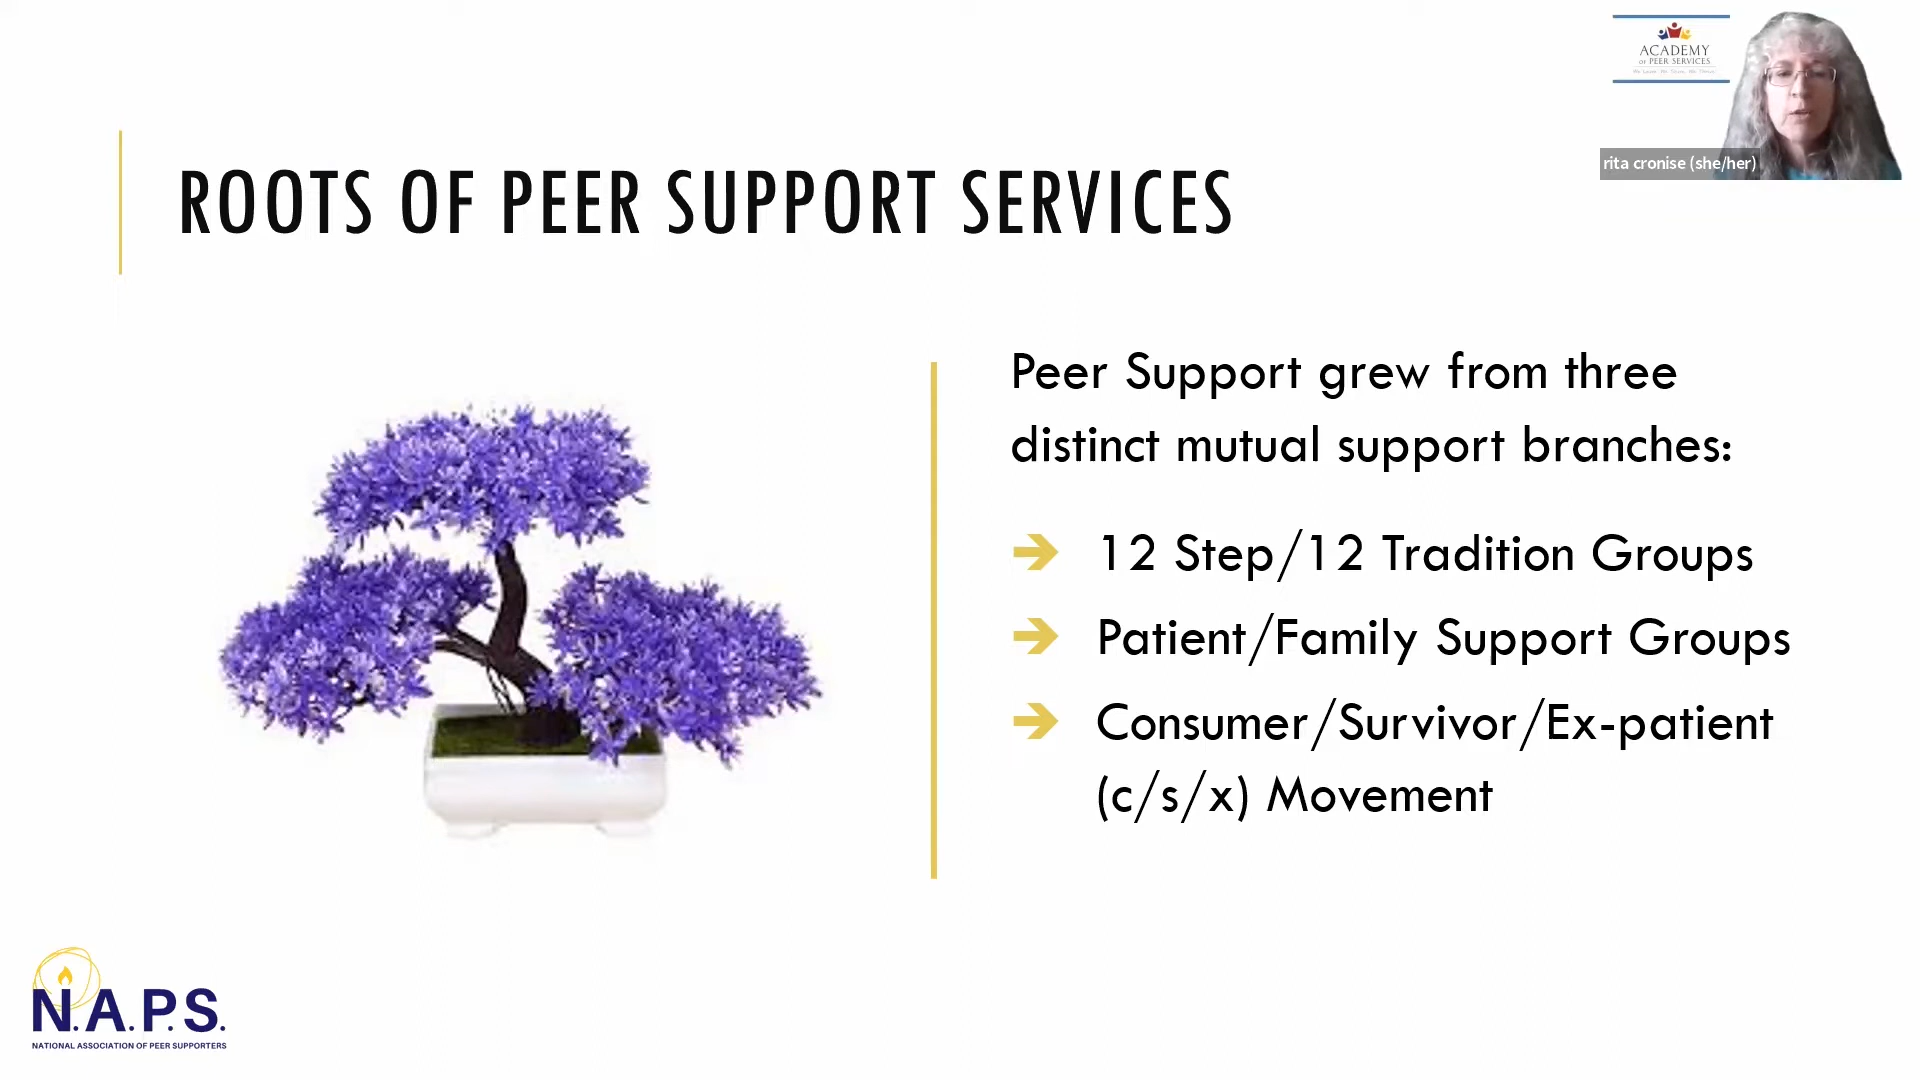 ACADEMY
OF PEER SERVICES
rita cronise (she/her)
ROOTS OF PEER SUPPORT SERVICES
Peer Support grew from three
distinct mutual support branches:
12 Step/12 Tradition Groups
Patient/Family Support Groups
Consumer/Survivor/Ex-patient
(c/s/x) Movement
N.A.P.S.
NATIONAL ASSOCIATION OF PEER SUPPORTERS